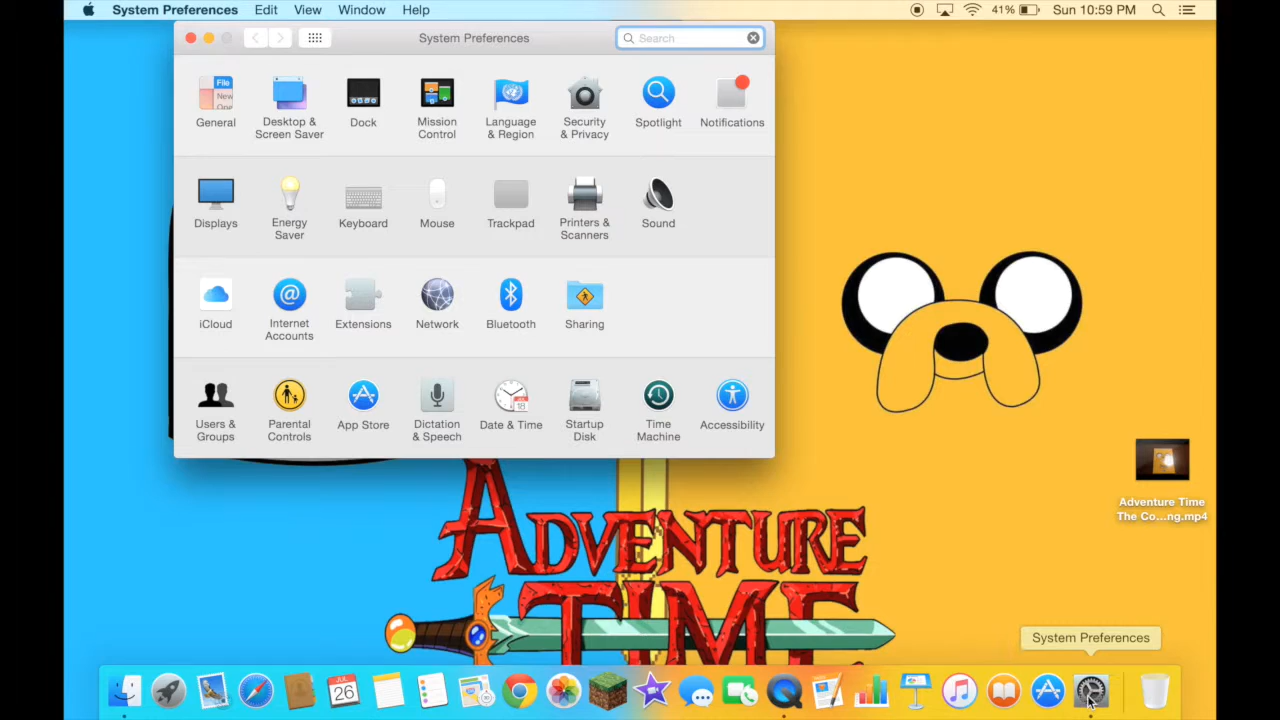 System Preferences Edit View Window Help 41% Sun 10:59 PM
System Preferences Search
General
Desktop &
Screen Saver
Dock
Mission
Control
Language
& Region
Security
& Privacy
Spotlight
Notifications
File
New
Displays
Energy
Saver
Keyboard
Mouse
Trackpad
Printers &
Scanners
Sound
iCloud
Internet
Accounts
Extensions
Network
Bluetooth
Sharing
Users &
Groups
Parental
Controls
App Store
Dictation
& Speech
Date & Time
Startup
Disk
Time
Machine
Accessibility
Adventure Time
The Co...ng.mp4
ADVENTURE
TIME
System Preferences
JUL
26